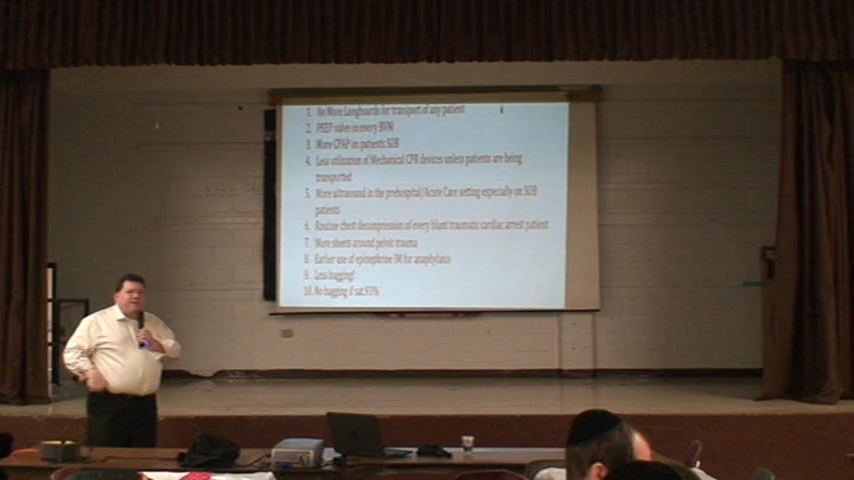 1. No More Longboards for transport of any patient
2. PEEP valve on every BVM
3. More CPAP on patients SOB
4. Less utilization of Mechanical CPR devices unless patients are being
transported
5. More ultrasound in the prehospital/Acute Care setting especially on SOB
patients
6. Routine chest decompression of every blunt traumatic cardiac arrest patient
7. More sheets around pelvic trauma
8. Earlier use of epinephrine IM for anaphylaxis
9. Less bagging!
10. No bagging if sat 93%